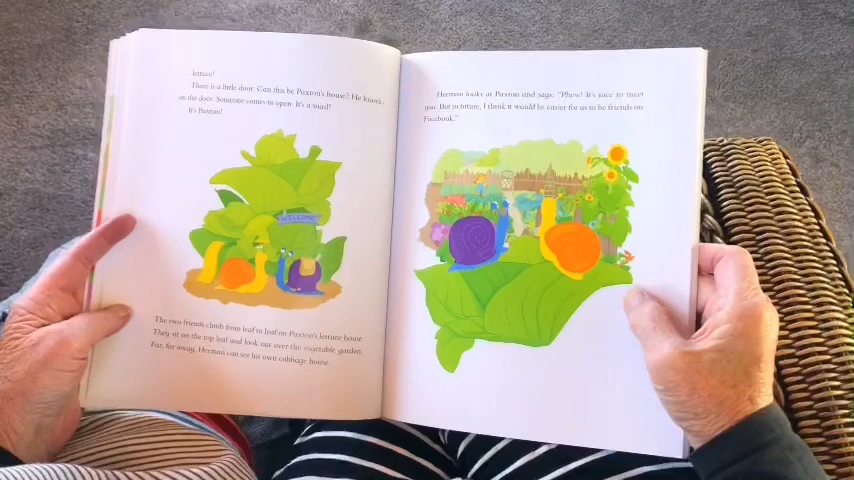 ... lettuce!
There is a little door. Can this be Paxton's house? He knocks
on the door. Someone comes to open. It's a snail!
It's Paxton!
WELCOME
The two friends climb from leaf to leaf on Paxton's lettuce house.
They sit on the top leaf and look out over the vegetable garden.
Far, far away, Herman can see his own cabbage house.
Herman looks at Paxton and says: "Phew! It's nice to meet
you. But in future, I think it would be easier for us to be friends on
Facebook."